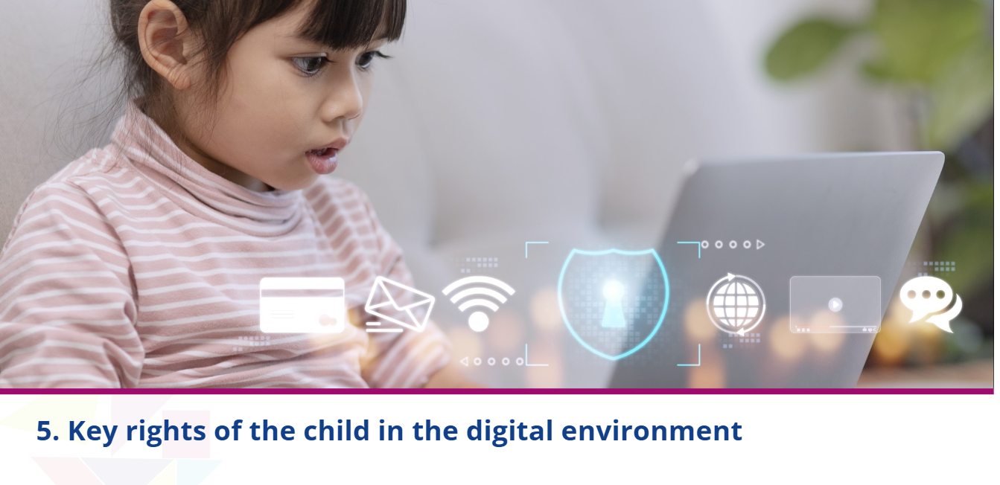 5. Key rights of the child in the digital environment